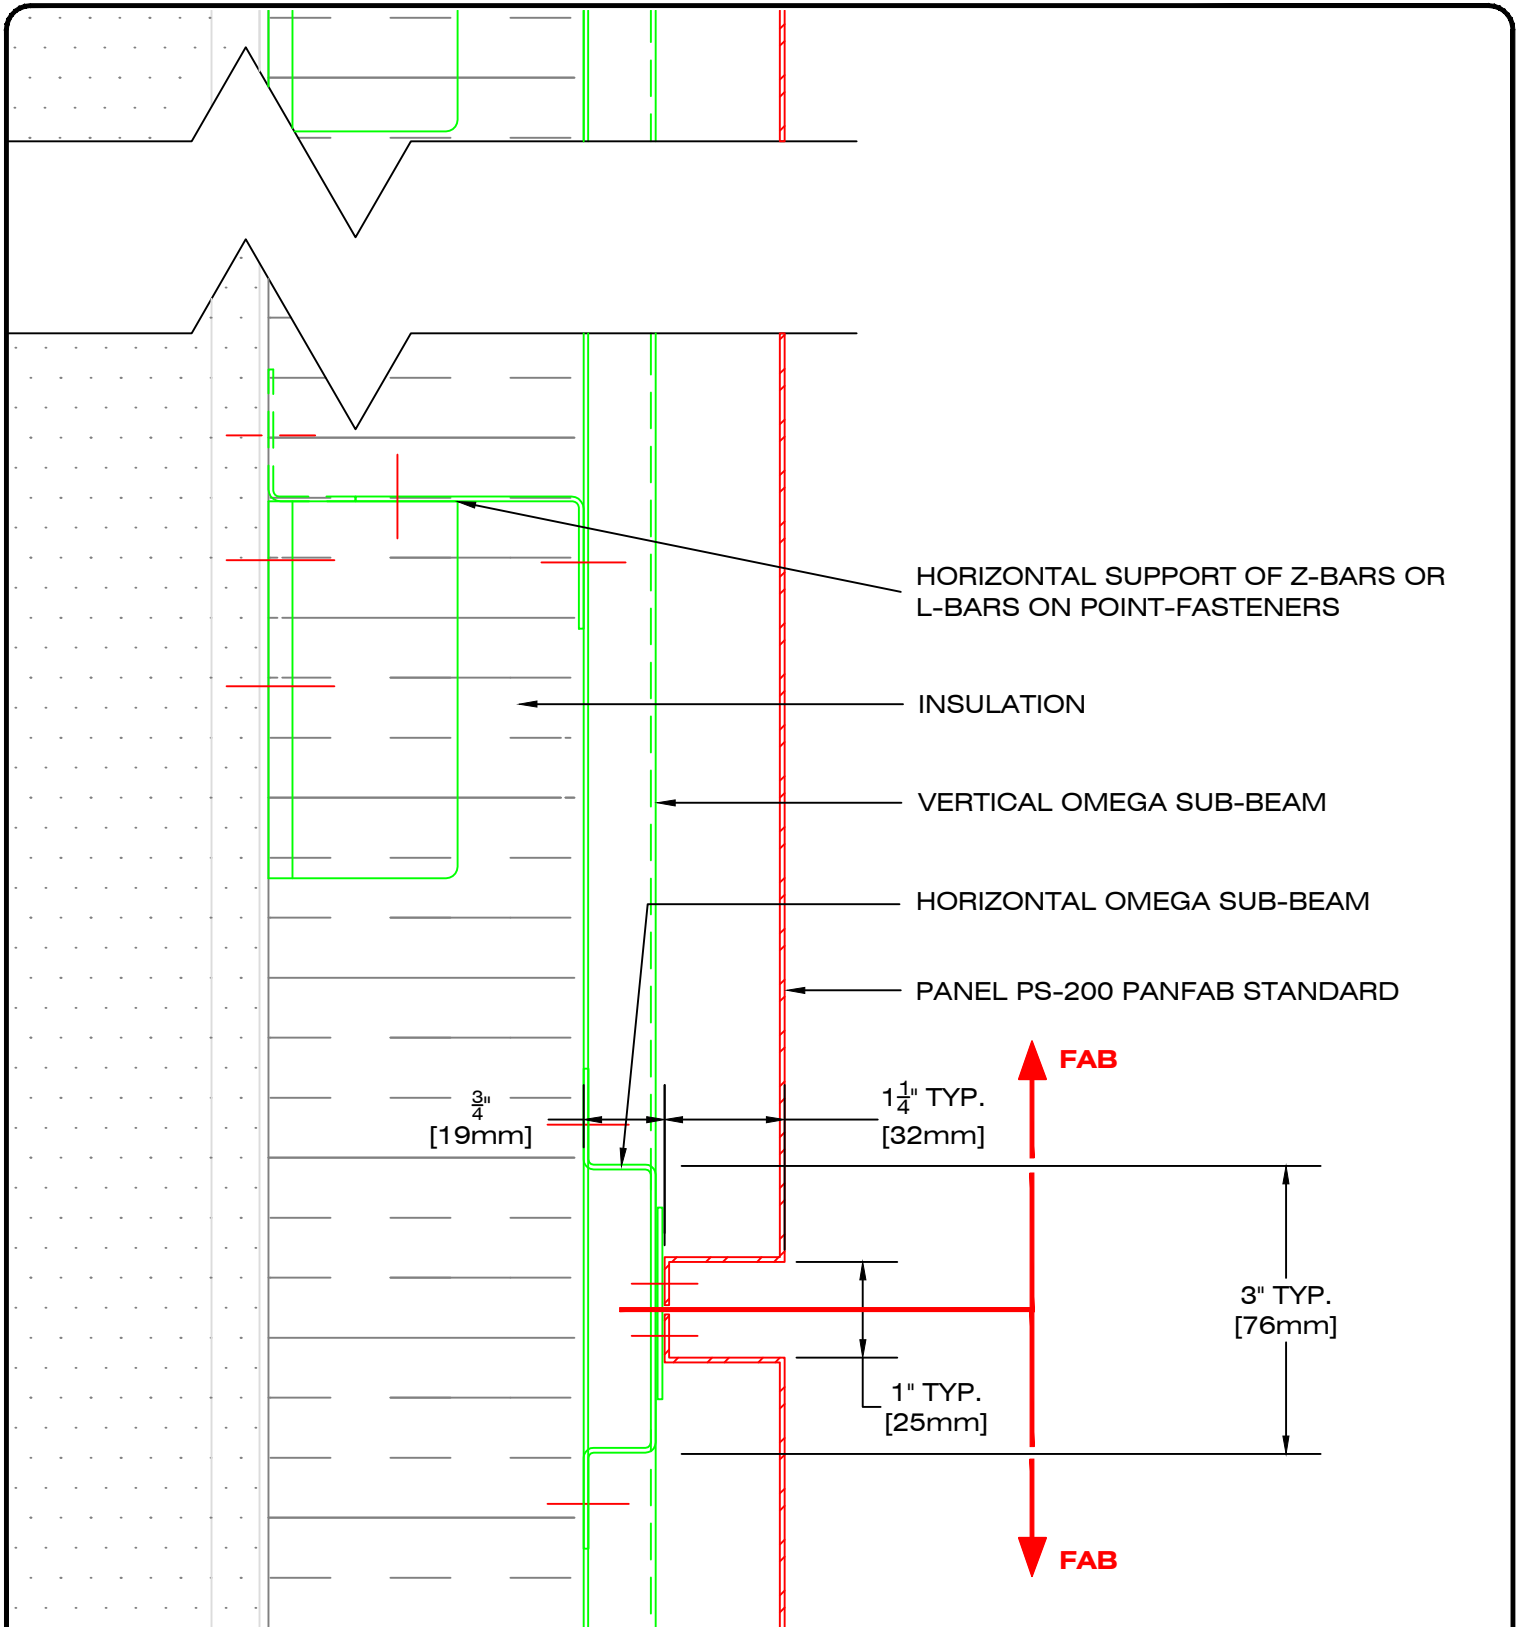 HORIZONTAL SUPPORT OF Z-BARS OR
L-BARS ON POINT-FASTENERS
INSULATION
VERTICAL OMEGA SUB-BEAM
HORIZONTAL OMEGA SUB-BEAM
PANEL PS-200 PANFAB STANDARD
FAB
3/4"
[19mm]
1 1/4" TYP.
[32mm]
3" TYP.
[76mm]
1" TYP.
[25mm]
FAB